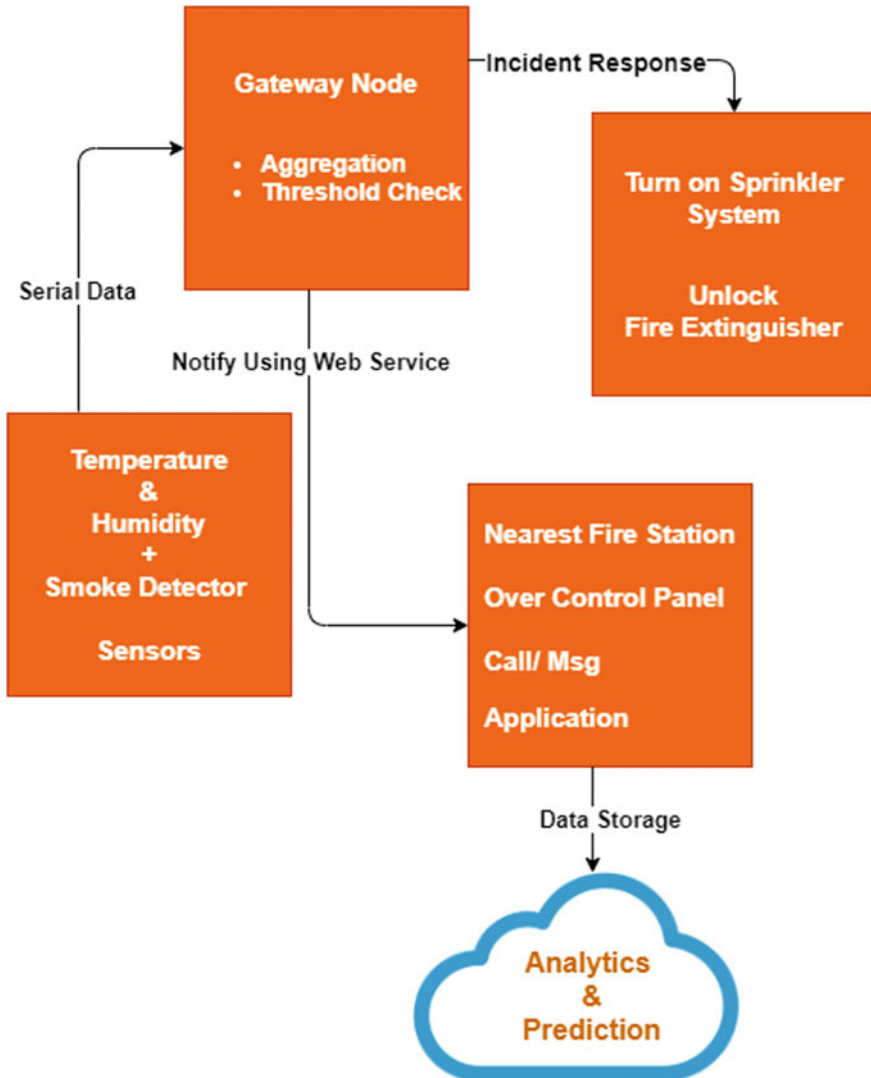 Gateway Node
• Aggregation
• Threshold Check
Incident Response
Turn on Sprinkler
System
Unlock
Fire Extinguisher
Serial Data
Notify Using Web Service
Temperature
&
Humidity
+
Smoke Detector
Sensors
Nearest Fire Station
Over Control Panel
Call/ Msg
Application
Data Storage
Analytics
&
Prediction